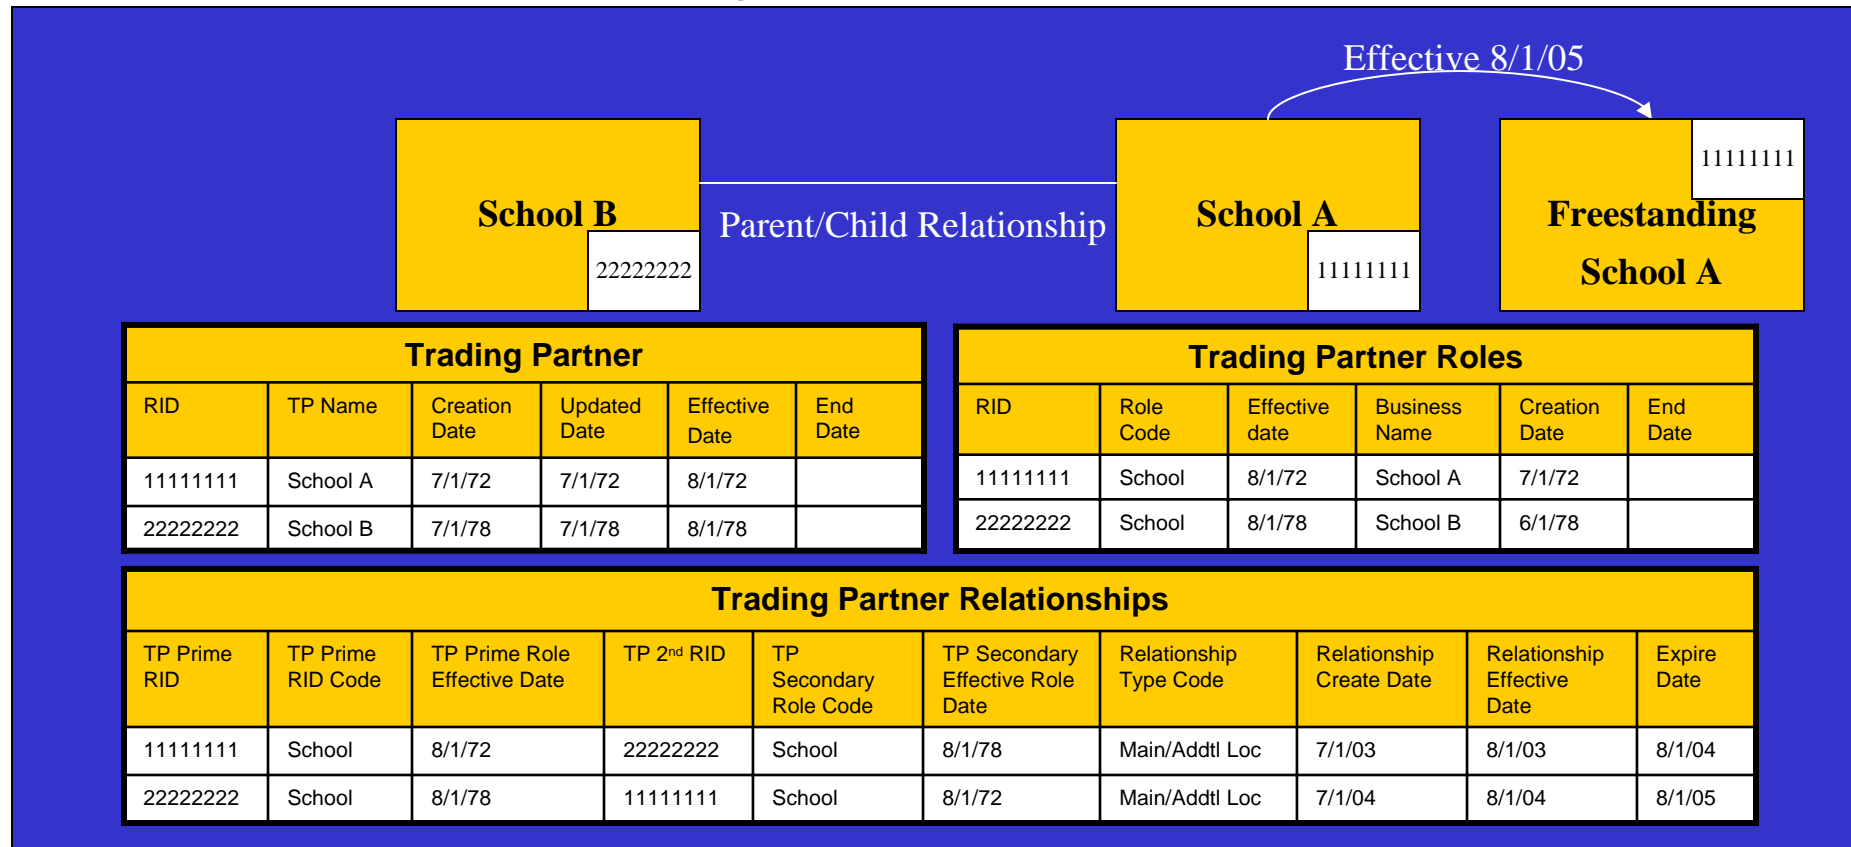 Effective 8/1/05
School B
22222222
Parent/Child Relationship
School A
11111111
11111111
Freestanding
School A
Trading Partner
RID TP Name Creation Date Updated Date Effective Date End Date
11111111 School A 7/1/72 7/1/72 8/1/72
22222222 School B 7/1/78 7/1/78 8/1/78
Trading Partner Roles
RID Role Code Effective date Business Name Creation Date End Date
11111111 School 8/1/72 School A 7/1/72
22222222 School 8/1/78 School B 6/1/78
Trading Partner Relationships
TP Prime RID TP Prime RID Code TP Prime Role Effective Date TP 2nd RID TP Secondary Role Code TP Secondary Effective Role Date Relationship Type Code Relationship Create Date Relationship Effective Date Expire Date
11111111 School 8/1/72 22222222 School 8/1/78 Main/Addtl Loc 7/1/03 8/1/03 8/1/04
22222222 School 8/1/78 11111111 School 8/1/72 Main/Addtl Loc 7/1/04 8/1/04 8/1/05